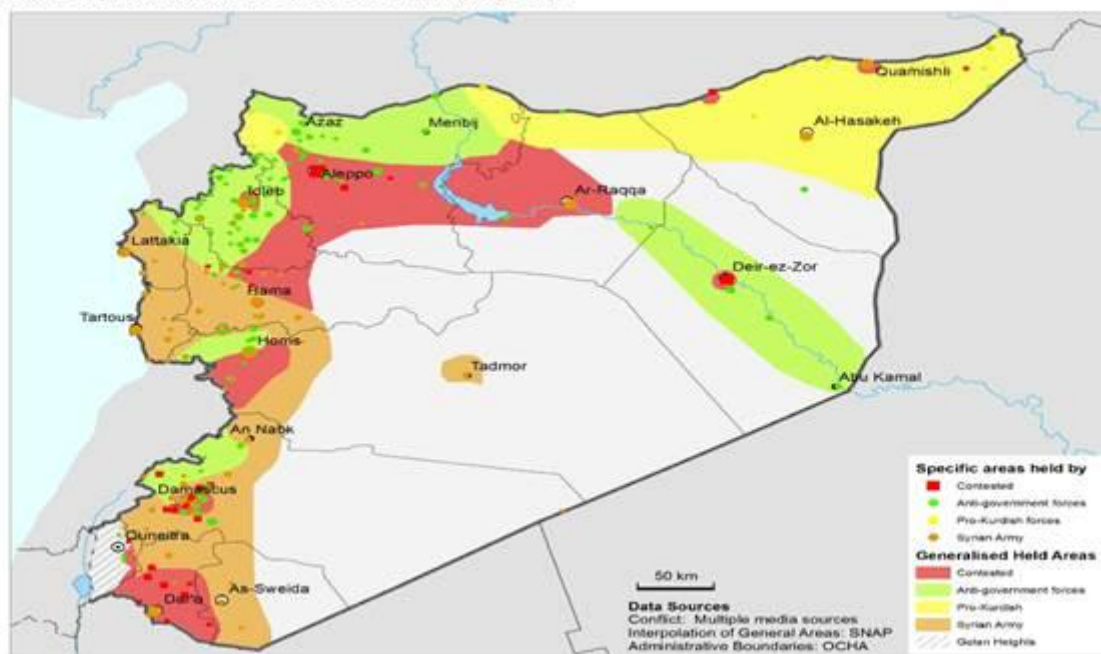 Quamishli
Azaz
Menbij
Al-Hasakeh
Aleppo
Idleb
Ar-Raqqa
Lattakia
Deir-ez-Zor
Hama
Tartous
Homs
Tadmor
Abu Kamal
An Nabk
Damascus
Quneitra
As-Sweida
Dar'a
50 km
Data Sources
Conflict: Multiple media sources
Interpolation of General Areas: SNAP
Administrative Boundaries: OCHA
Specific areas held by
Contested
Anti-government forces
Pro-Kurdish forces
Syrian Army
Generalised Held Areas
Contested
Anti-government forces
Pro-Kurdish
Syrian Army
Golan Heights